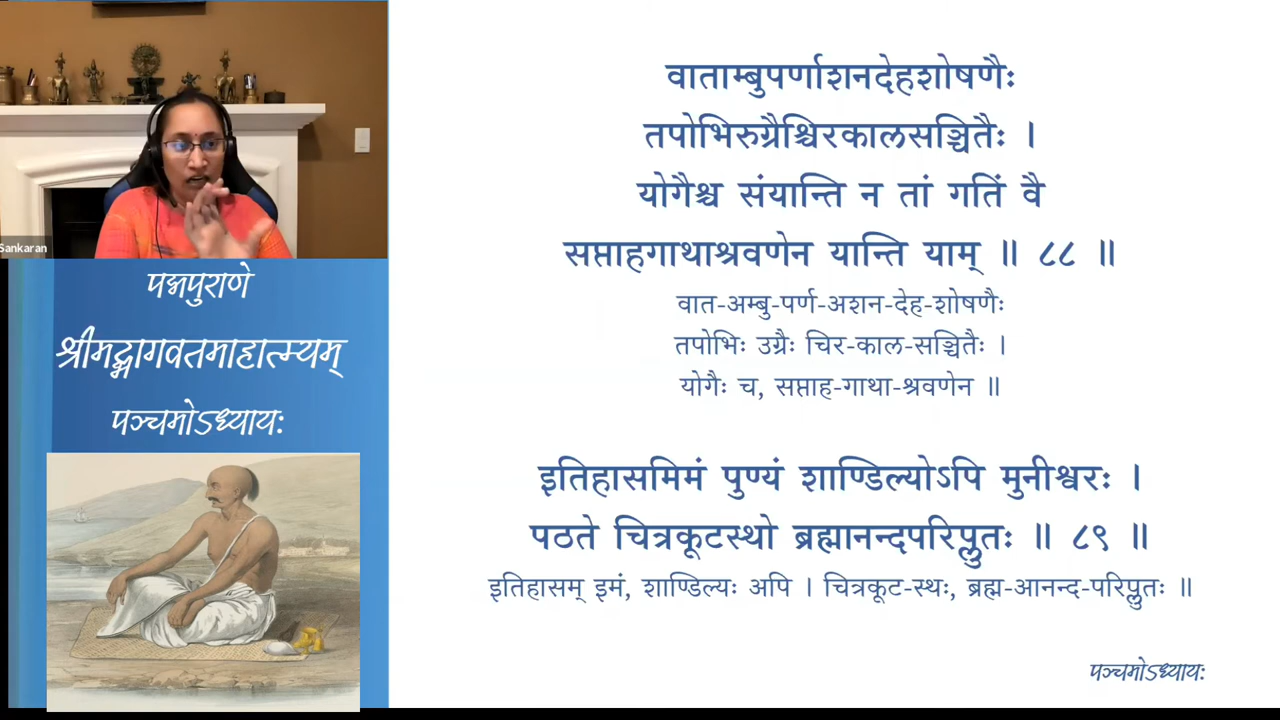 Sankaran
पद्मपुराणे
श्रीमद्भागवतमाहात्म्यम्
पञ्चमोऽध्यायः
वाताम्बुपर्णाशनदेहशोषणैः
तपोभिरुग्रैश्चिरकालसञ्चितैः ।
योगैश्च संयान्ति न तां गतिं वै
सप्ताहगाथाश्रवणेन यान्ति याम् ॥ ८८ ॥
वात-अम्बु-पर्ण-अशन-देह-शोषणैः
तपोभिः उग्रैः चिर-काल-सञ्चितैः ।
योगैः च, सप्ताह-गाथा-श्रवणेन ॥
इतिहासमिमं पुण्यं शाण्डिल्योऽपि मुनीश्वरः ।
पठते चित्रकूटस्थो ब्रह्मानन्दपरिप्लुतः ॥ ८९ ॥
इतिहासम् इमं, शाण्डिल्यः अपि । चित्रकूट-स्थः, ब्रह्म-आनन्द-परिप्लुतः ॥
पञ्चमोऽध्यायः